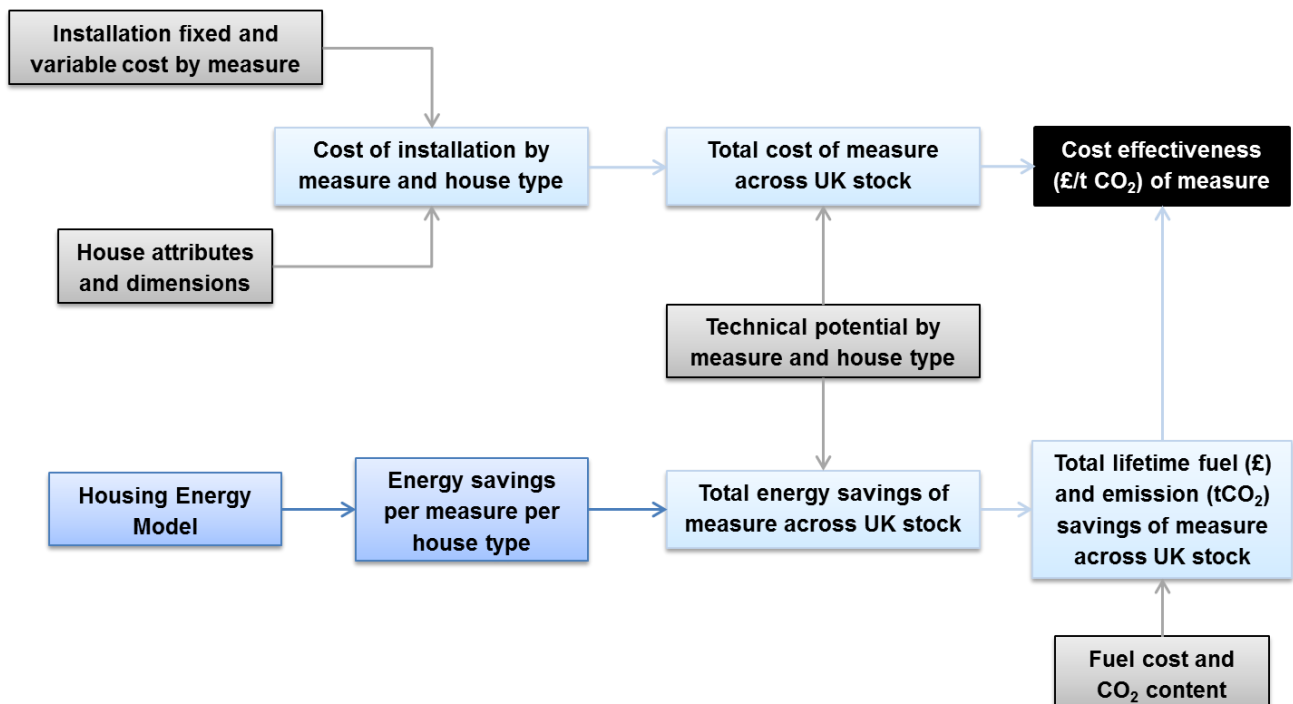 Installation fixed and
variable cost by measure
Cost of installation by
measure and house type
Total cost of measure
across UK stock
Cost effectiveness
(£/t CO₂) of measure
House attributes
and dimensions
Technical potential by
measure and house type
Housing Energy
Model
Energy savings
per measure per
house type
Total energy savings of
measure across UK stock
Total lifetime fuel (£)
and emission (tCO₂)
savings of measure
across UK stock
Fuel cost and
CO₂ content